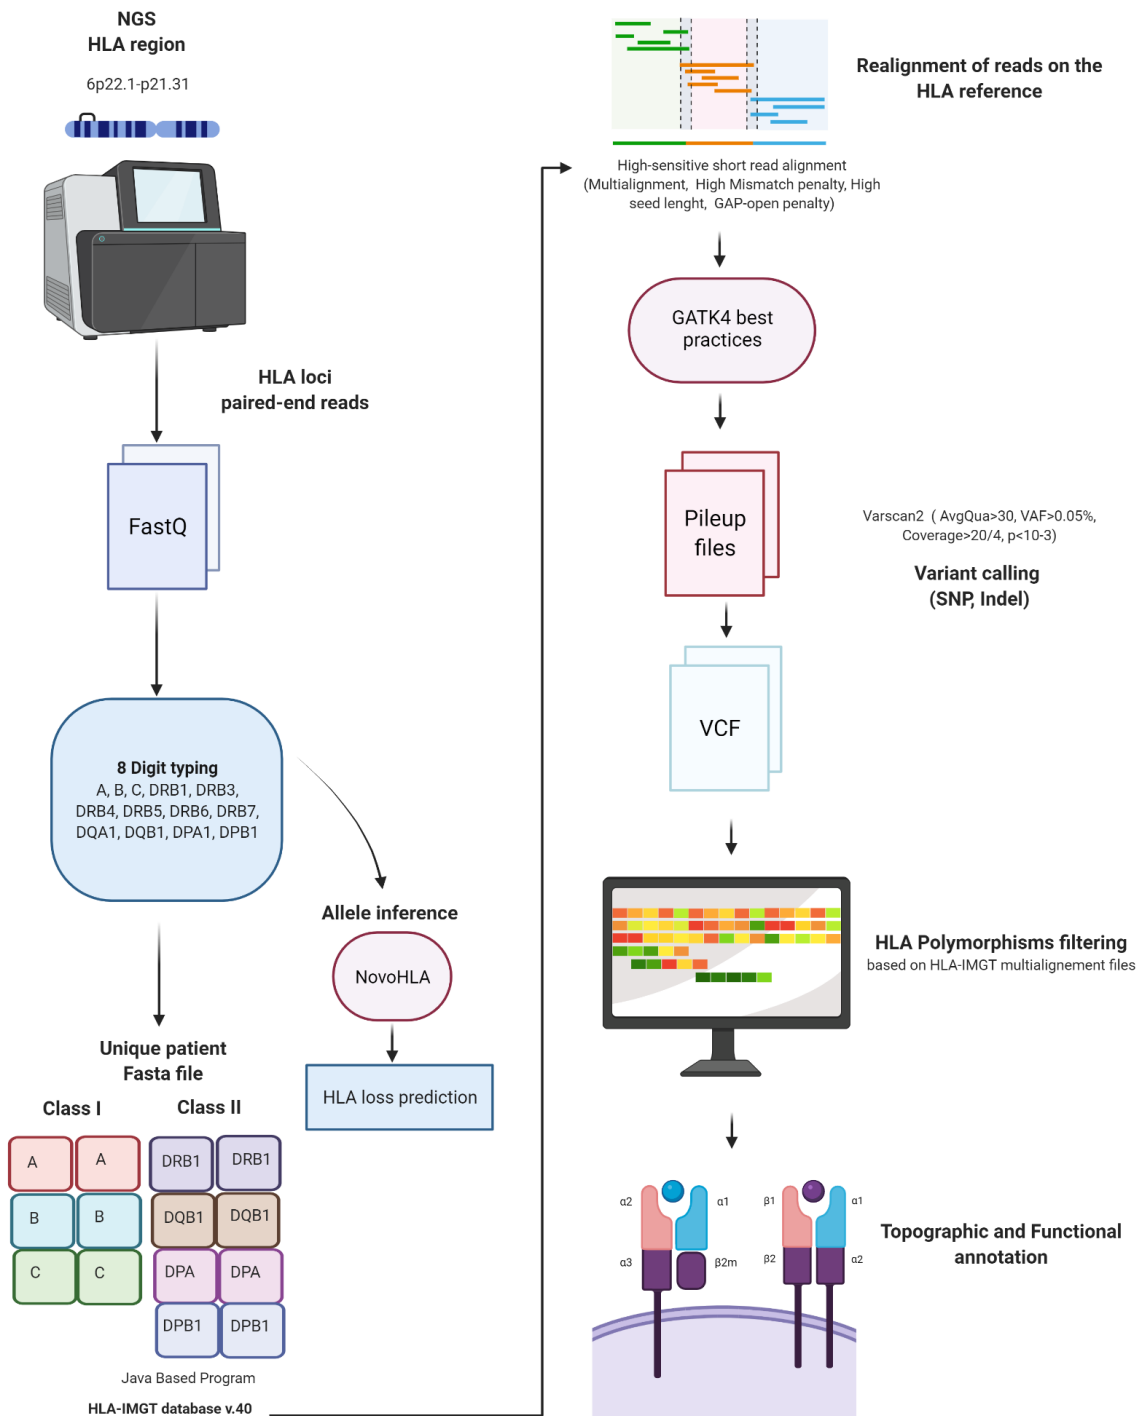 NGS
HLA region
6p22.1-p21.31
HLA loci
paired-end reads
FastQ
8 Digit typing
A, B, C, DRB1, DRB3,
DRB4, DRB5, DRB6, DRB7,
DQA1, DQB1, DPA1, DPB1
Allele inference
NovoHLA
HLA loss prediction
Unique patient
Fasta file
Class I
Class II
A
A
DRB1
DRB1
B
B
DQB1
DQB1
C
C
DPA
DPA
DPB1
DPB1
Java Based Program
HLA-IMGT database v.40
Realignment of reads on the
HLA reference
High-sensitive short read alignment
(Multialignment, High Mismatch penalty, High
seed lenght, GAP-open penalty)
GATK4 best
practices
Pileup
files
Varscan2 ( AvgQua>30, VAF>0.05%,
Coverage>20/4, p<10-3)
Variant calling
(SNP, Indel)
VCF
HLA Polymorphisms filtering
based on HLA-IMGT multialignement files
α2
α1
β1
α1
α3
β2m
β2
α2
Topographic and Functional
annotation